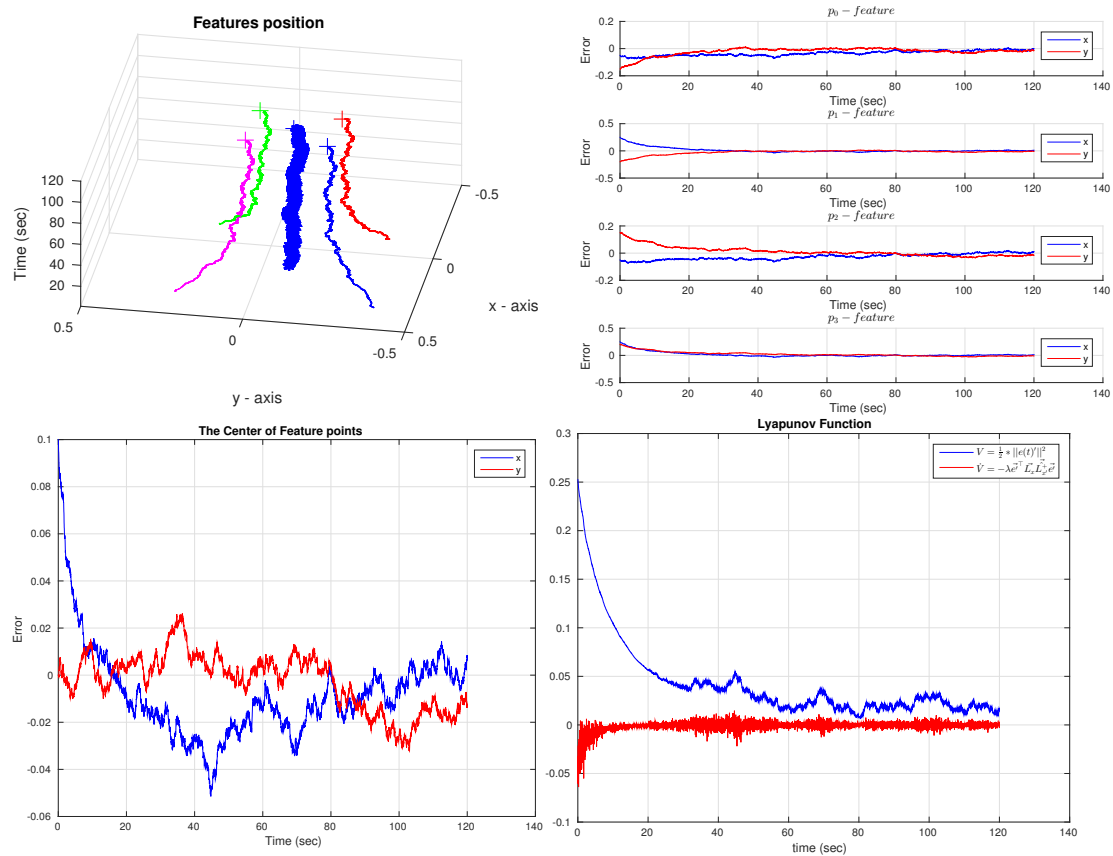 Features position
120
100
80
60
40
20
Time (sec)
0.5
0
-0.5
y - axis
0.5
0
-0.5
x - axis
p₀ − feature
0.2
0
-0.2
Error
0 20 40 60 80 100 120 140
Time (sec)
x
y
p₁ − feature
0.5
0
-0.5
Error
0 20 40 60 80 100 120 140
Time (sec)
x
y
p₂ − feature
0.2
0
-0.2
Error
0 20 40 60 80 100 120 140
Time (sec)
x
y
p₃ − feature
0.5
0
-0.5
Error
0 20 40 60 80 100 120 140
Time (sec)
x
y
The Center of Feature points
0.1
0.08
0.06
0.04
0.02
0
-0.02
-0.04
-0.06
Error
0 20 40 60 80 100 120 140
Time (sec)
x
y
Lyapunov Function
0.3
0.25
0.2
0.15
0.1
0.05
0
-0.05
-0.1
0 20 40 60 80 100 120 140
time (sec)
V = ½ * ||e(t)′||²